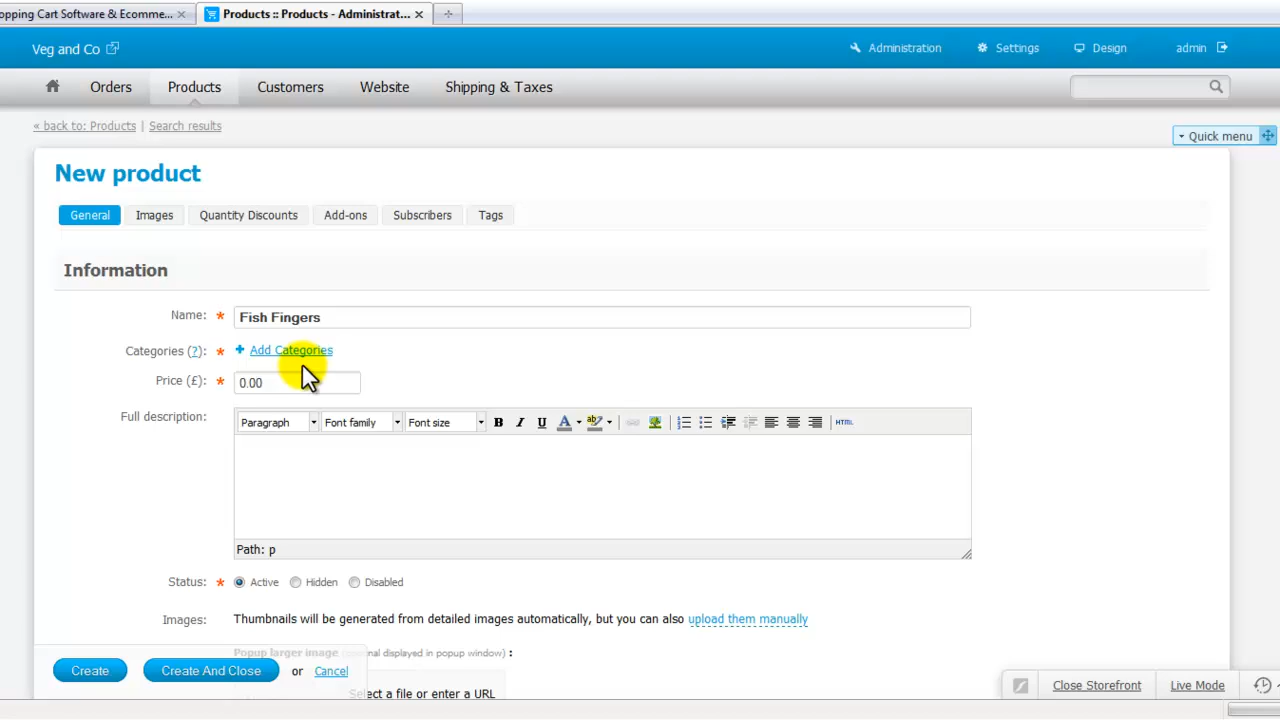 opping Cart Software & Ecomme...
Products :: Products - Administrat...
Veg and Co
Administration
Settings
Design
admin
Orders
Products
Customers
Website
Shipping & Taxes
« back to: Products | Search results
Quick menu
New product
General
Images
Quantity Discounts
Add-ons
Subscribers
Tags
Information
Name: * Fish Fingers
Categories (?): * Add Categories
Price (£): * 0.00
Full description:
Paragraph
Font family
Font size
B I U A ab HTML
Path: p
Status: * Active Hidden Disabled
Images: Thumbnails will be generated from detailed images automatically, but you can also upload them manually
Popup larger image nal displayed in popup window) :
Create
Create And Close
or
Cancel
Select a file or enter a URL
Close Storefront
Live Mode